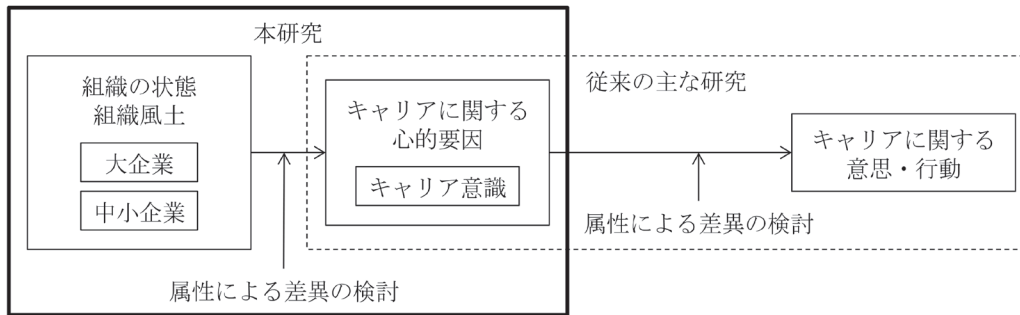 本研究
組織の状態
組織風土
大企業
中小企業
属性による差異の検討
キャリアに関する
心的要因
キャリア意識
従来の主な研究
属性による差異の検討
キャリアに関する
意思・行動